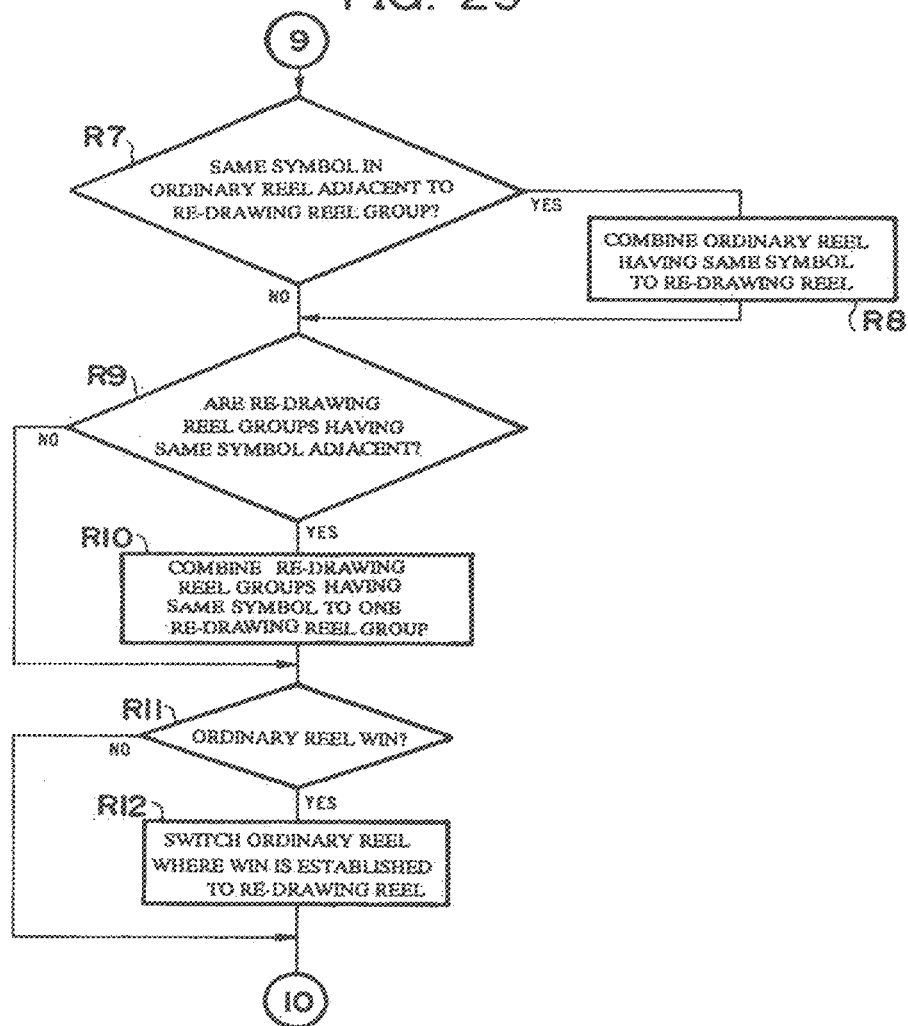 FIG. 25
9
R7
SAME SYMBOL IN
ORDINARY REEL ADJACENT TO
RE-DRAWING REEL GROUP?
YES
NO
COMBINE ORDINARY REEL
HAVING SAME SYMBOL
TO RE-DRAWING REEL
R8
R9
ARE RE-DRAWING
REEL GROUPS HAVING
SAME SYMBOL ADJACENT?
NO
YES
R10
COMBINE RE-DRAWING
REEL GROUPS HAVING
SAME SYMBOL TO ONE
RE-DRAWING REEL GROUP
R11
ORDINARY REEL WIN?
NO
YES
R12
SWITCH ORDINARY REEL
WHERE WIN IS ESTABLISHED
TO RE-DRAWING REEL
10